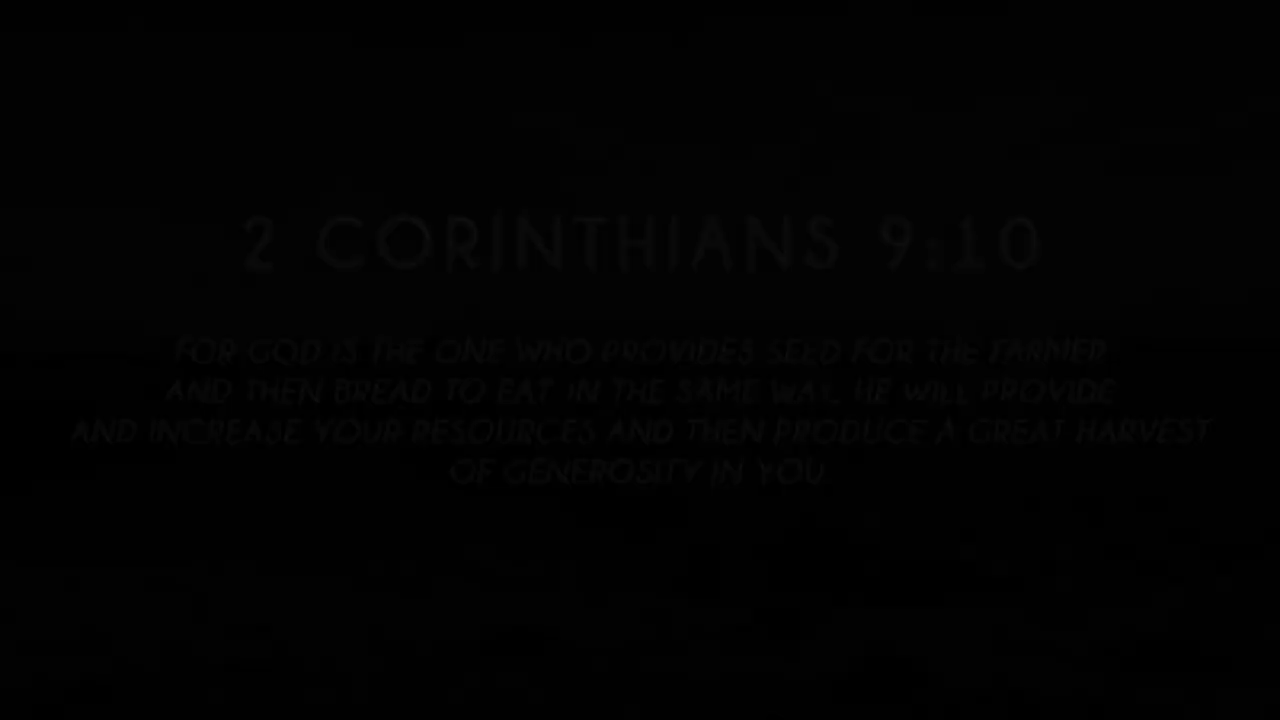 2 CORINTHIANS 9:10
FOR GOD IS THE ONE WHO PROVIDES SEED FOR THE FARMER
AND THEN BREAD TO EAT. IN THE SAME WAY, HE WILL PROVIDE
AND INCREASE YOUR RESOURCES AND THEN PRODUCE A GREAT HARVEST
OF GENEROSITY IN YOU.